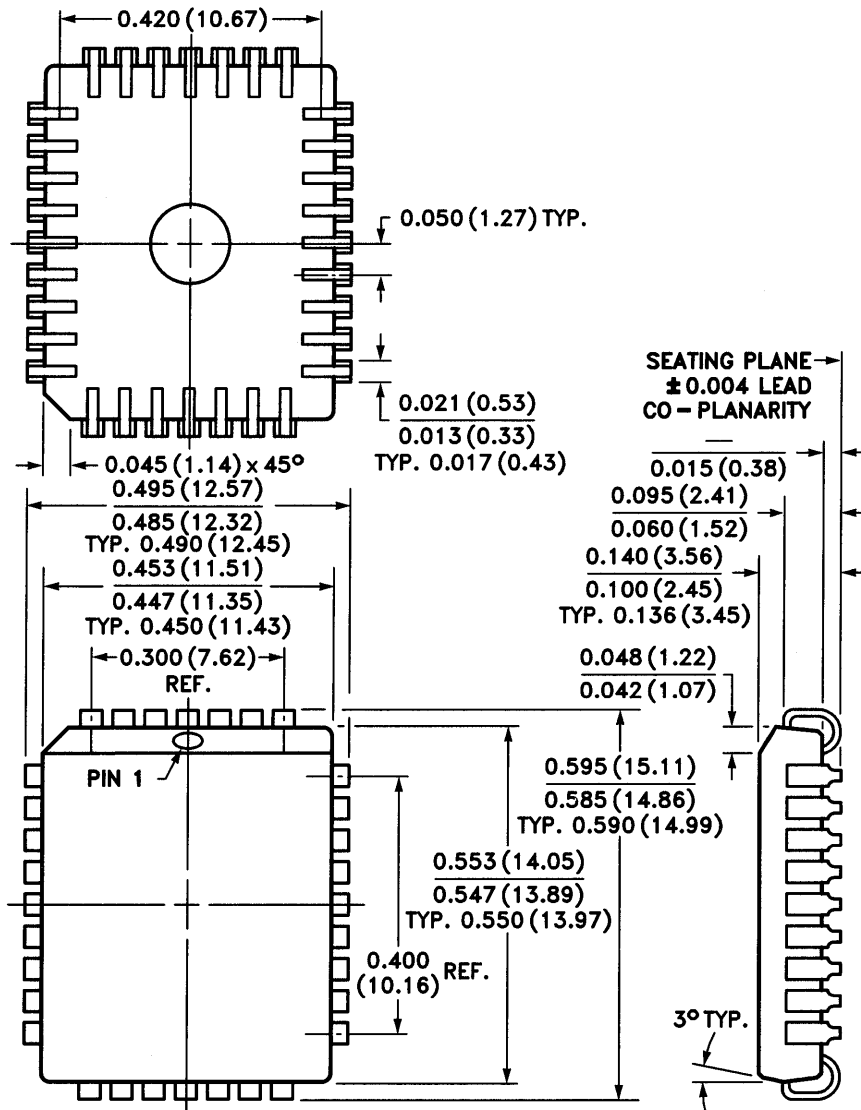 0.420 (10.67)
0.050 (1.27) TYP.
0.021 (0.53)
0.013 (0.33)
TYP. 0.017 (0.43)
SEATING PLANE
±0.004 LEAD
CO – PLANARITY
—
0.015 (0.38)
0.095 (2.41)
0.060 (1.52)
0.140 (3.56)
0.100 (2.45)
TYP. 0.136 (3.45)
0.048 (1.22)
0.042 (1.07)
0.045 (1.14) x 45°
0.495 (12.57)
0.485 (12.32)
TYP. 0.490 (12.45)
0.453 (11.51)
0.447 (11.35)
TYP. 0.450 (11.43)
0.300 (7.62)
REF.
PIN 1
0.595 (15.11)
0.585 (14.86)
TYP. 0.590 (14.99)
0.553 (14.05)
0.547 (13.89)
TYP. 0.550 (13.97)
0.400
(10.16) REF.
3° TYP.